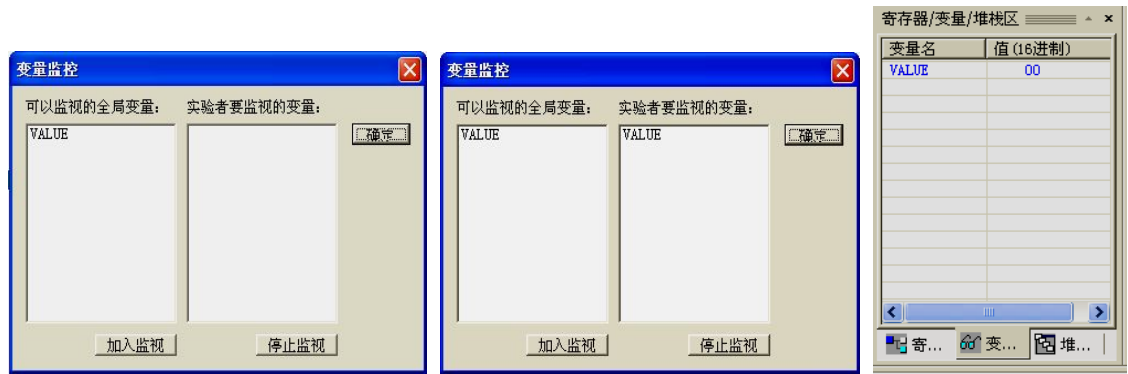 变量监控
可以监视的全局变量: 实验者要监视的变量:
VALUE
确定
加入监视 停止监视
变量监控
可以监视的全局变量: 实验者要监视的变量:
VALUE VALUE
确定
加入监视 停止监视
寄存器/变量/堆栈区
变量名 值(16进制)
VALUE 00
寄... 变... 堆...